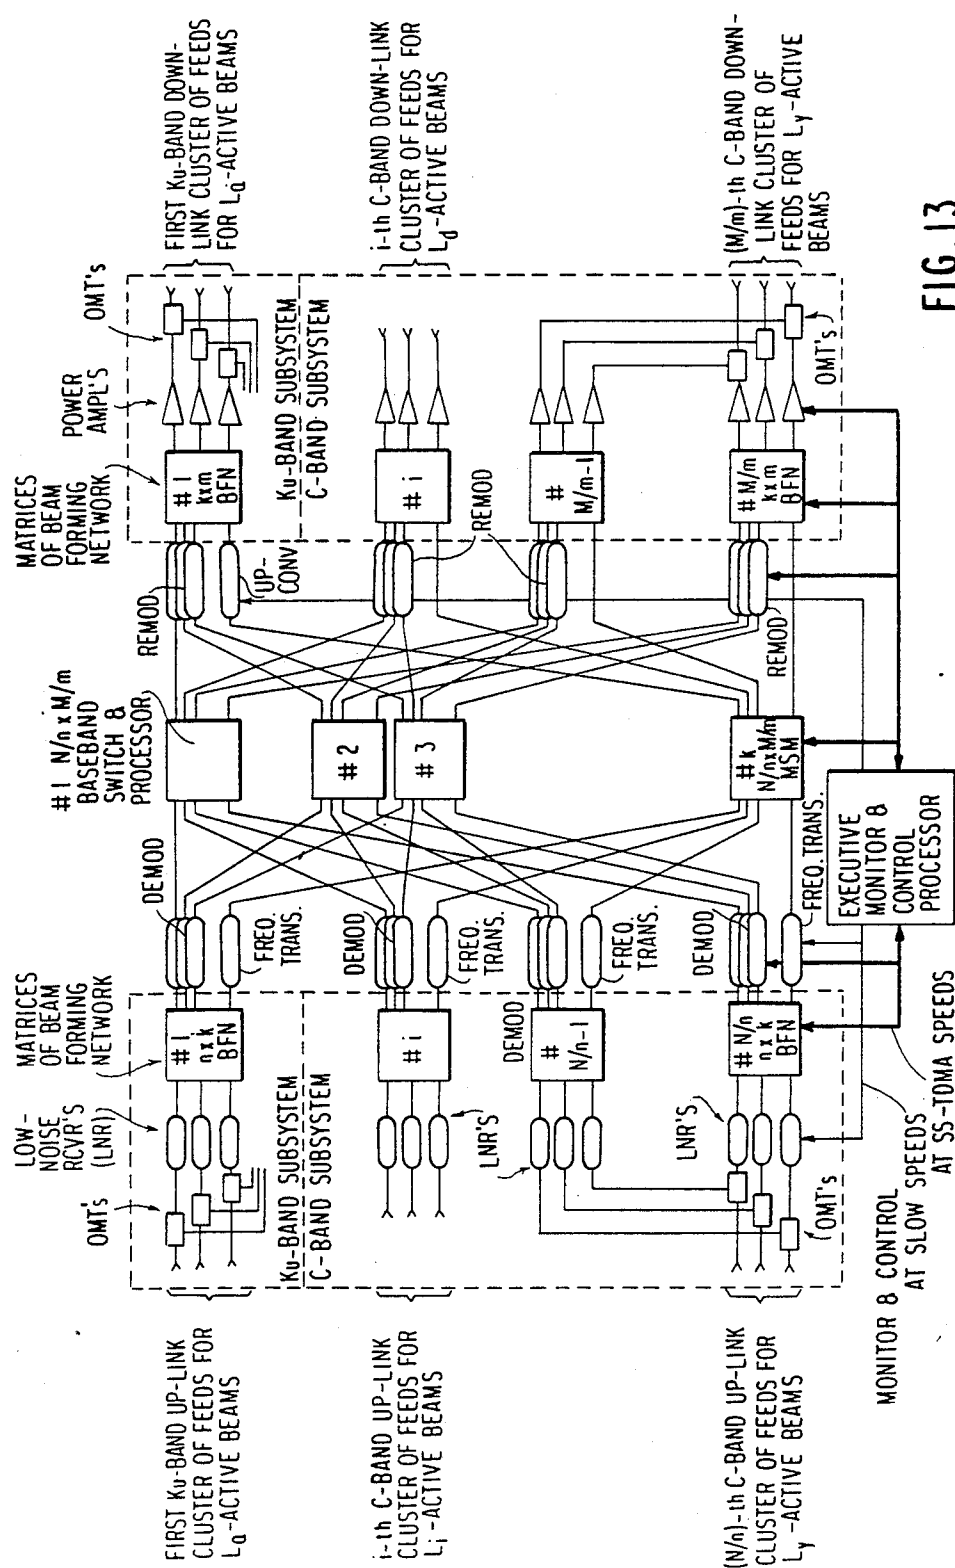 FIRST Ku-BAND DOWN-
LINK CLUSTER OF FEEDS
FOR La-ACTIVE BEAMS
i-th C-BAND DOWN-LINK
CLUSTER OF FEEDS FOR
Ld-ACTIVE BEAMS
(M/m)-th C-BAND DOWN-
LINK CLUSTER OF
FEEDS FOR Ly-ACTIVE
BEAMS
FIG. 13
OMT's
POWER
AMPL'S
MATRICES
OF BEAM
FORMING
NETWORK
#1
kxm
BFN
Ku-BAND SUBSYSTEM
C-BAND SUBSYSTEM
#i
#
M/m-1
#M/m
kxm
BFN
OMT's
REMOD
UP-
CONV
REMOD
REMOD
#1 N/n x M/m
BASEBAND
SWITCH &
PROCESSOR
#2
#3
#k
N/nxM/m
MSM
EXECUTIVE
MONITOR &
CONTROL
PROCESSOR
DEMOD
FREQ.
TRANS.
DEMOD
FREQ.
TRANS.
DEMOD
FREQ.
TRANS.
DEMOD
FREQ. TRANS.
MATRICES
OF BEAM
FORMING
NETWORK
#1
nxk
BFN
#i
#
N/n-1
#N/n
nxk
BFN
LOW-
NOISE
RCVR'S
(LNR)
LNR'S
LNR'S
OMT'S
Ku-BAND SUBSYSTEM
C-BAND SUBSYSTEM
OMT's
MONITOR & CONTROL
AT SLOW SPEEDS
AT SS-TDMA SPEEDS
FIRST Ku-BAND UP-LINK
CLUSTER OF FEEDS FOR
La-ACTIVE BEAMS
i-th C-BAND UP-LINK
CLUSTER OF FEEDS FOR
Li-ACTIVE BEAMS
(N/n)-th C-BAND UP-LINK
CLUSTER OF FEEDS FOR
Ly-ACTIVE BEAMS